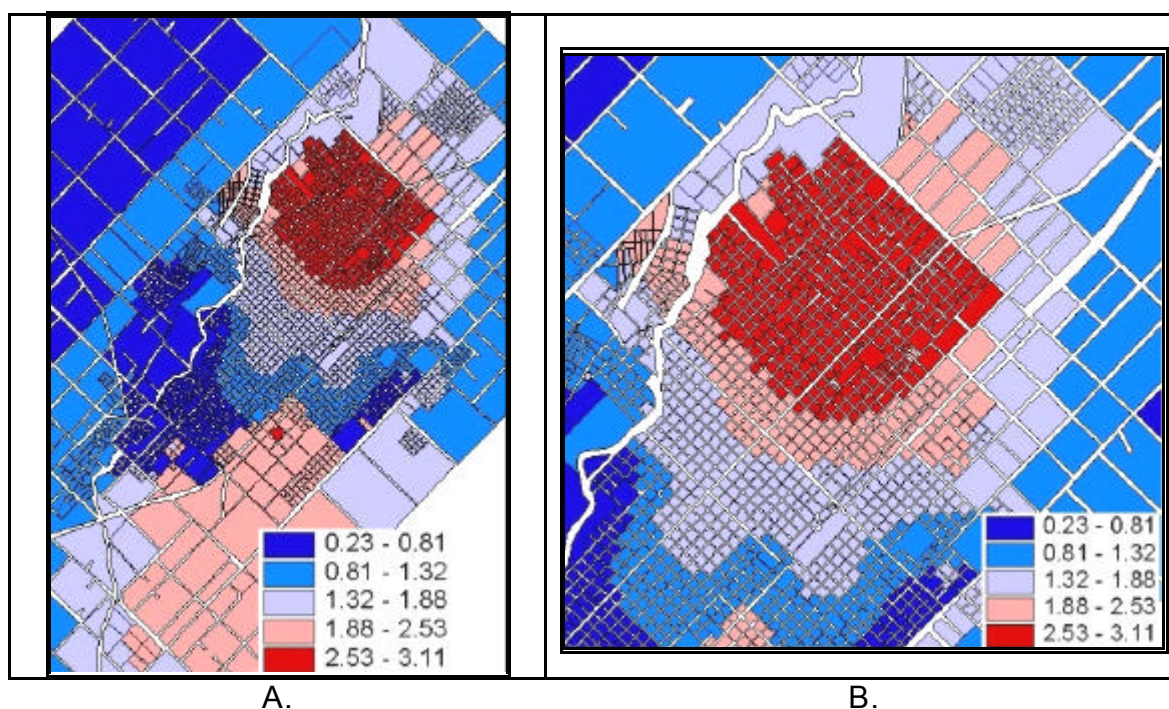 0.23 - 0.81
0.81 - 1.32
1.32 - 1.88
1.88 - 2.53
2.53 - 3.11
0.23 - 0.81
0.81 - 1.32
1.32 - 1.88
1.88 - 2.53
2.53 - 3.11
A.
B.